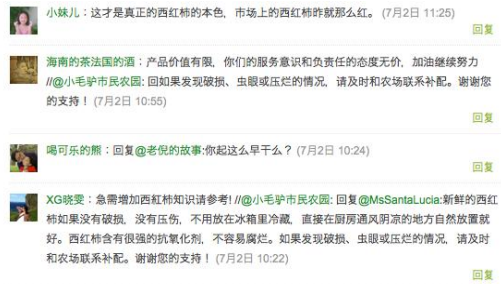 小妹儿：这才是真正的西红柿的本色，市场上的西红柿昨就那么红。 (7月2日 11:25)
回复
海南的茶法国的酒：产品价值有限，你们的服务意识和负责任的态度无价，加油继续努力
//@小毛驴市民农园: 回如果发现破损、虫眼或压烂的情况，请及时和农场联系补配。谢谢您
的支持！ (7月2日 10:55)
回复
喝可乐的熊：回复@老倪的故事:你起这么早干么？ (7月2日 10:24)
回复
XG晓雯：急需增加西红柿知识请参考! //@小毛驴市民农园: 回复@MsSantaLucia:新鲜的西红
柿如果没有破损，没有压伤，不用放在冰箱里冷藏，直接在厨房通风阴凉的地方自然放置就
好。西红柿含有很强的抗氧化剂，不容易腐烂。如果发现破损、虫眼或压烂的情况，请及时
和农场联系补配。谢谢您的支持！ (7月2日 10:22)
回复